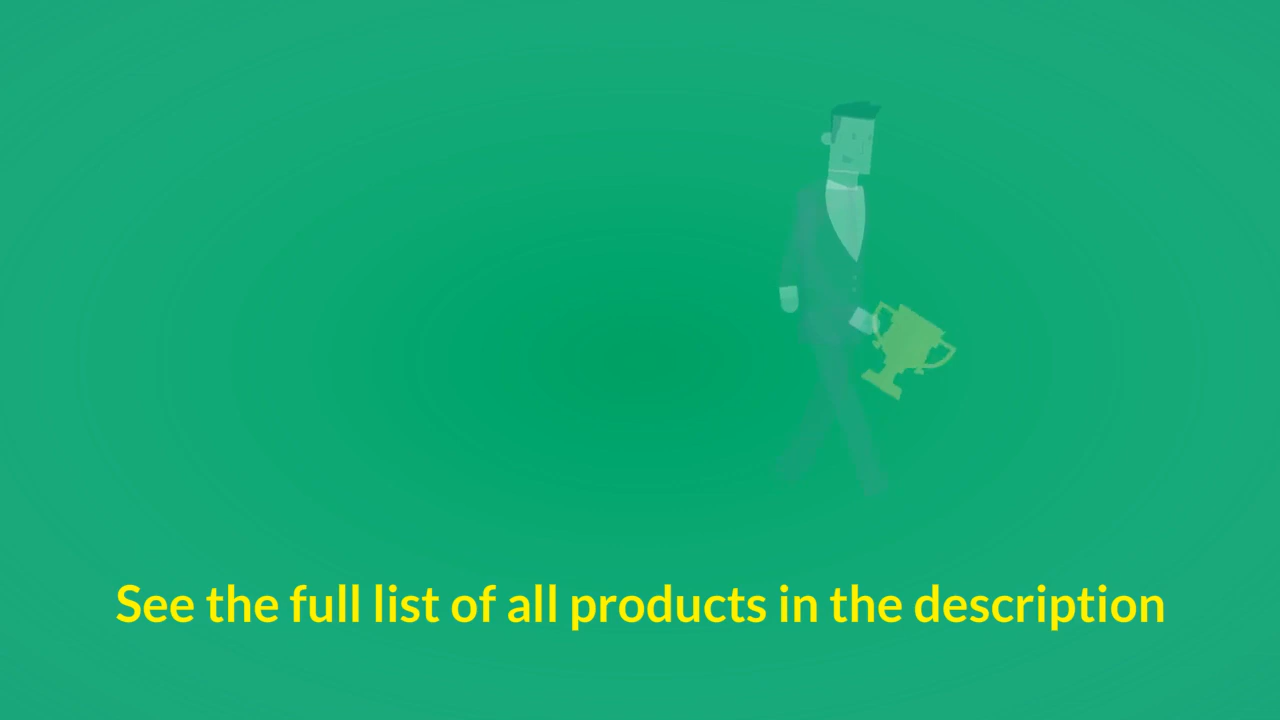 See the full list of all products in the description